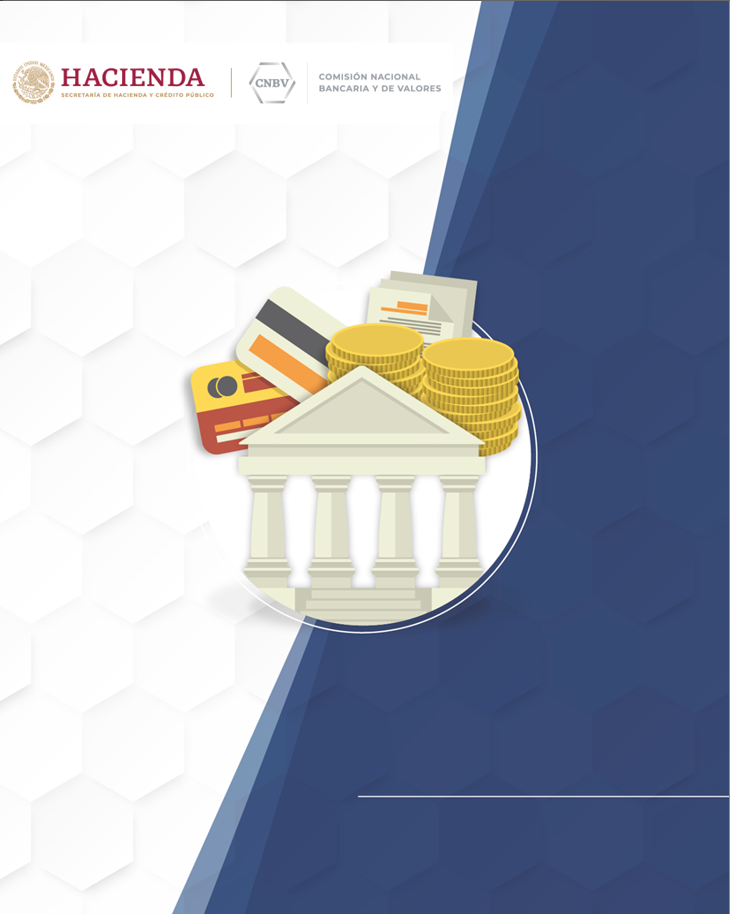 HACIENDA
SECRETARÍA DE HACIENDA Y CRÉDITO PÚBLICO
CNBV
COMISIÓN NACIONAL
BANCARIA Y DE VALORES